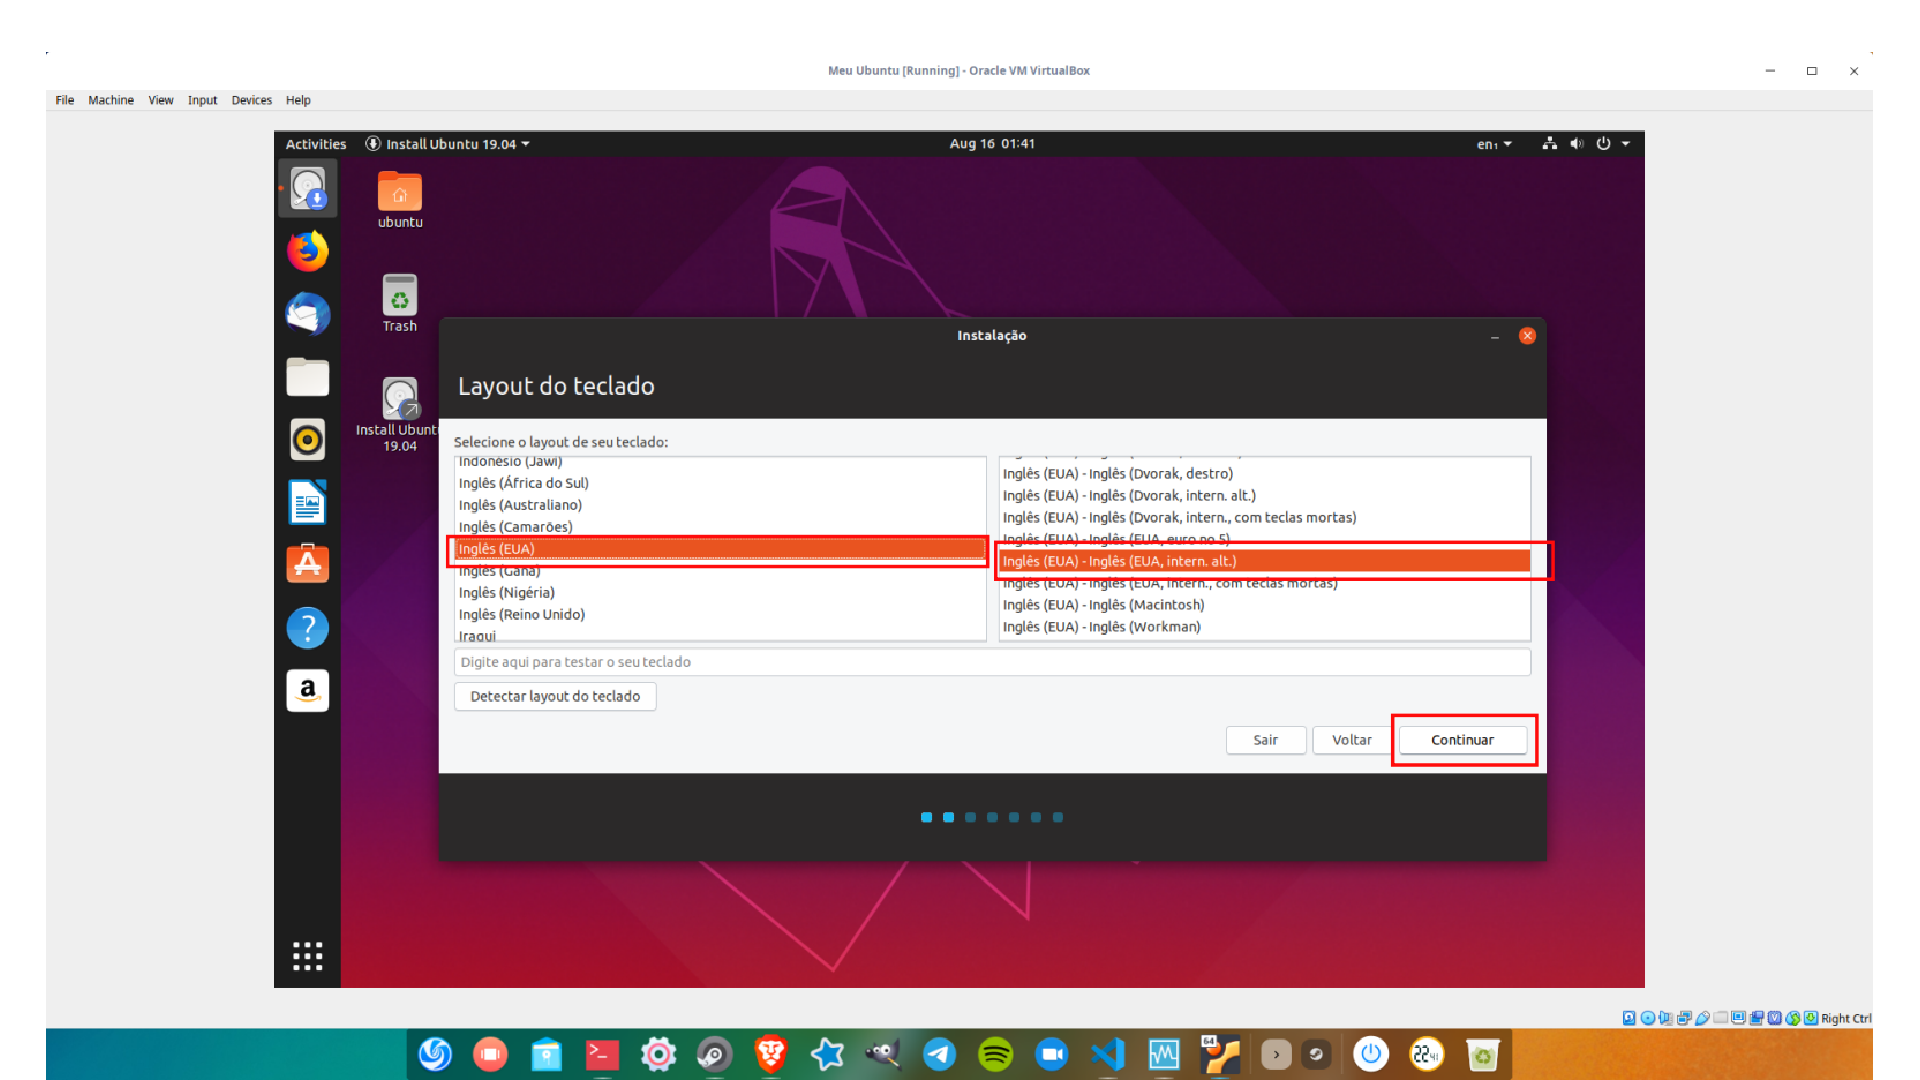 Meu Ubuntu [Running] - Oracle VM VirtualBox
File Machine View Input Devices Help
Activities Install Ubuntu 19.04 Aug 16 01:41 en₁
ubuntu
Trash
Install Ubunt
19.04
Instalação
Layout do teclado
Selecione o layout de seu teclado:
Indonésio (Jawi)
Inglês (África do Sul)
Inglês (Australiano)
Inglês (Camarões)
Inglês (EUA)
Inglês (Gana)
Inglês (Nigéria)
Inglês (Reino Unido)
Iraqui
Inglês (EUA) - Inglês (Dvorak, destro)
Inglês (EUA) - Inglês (Dvorak, intern. alt.)
Inglês (EUA) - Inglês (Dvorak, intern., com teclas mortas)
Inglês (EUA) - Inglês (EUA, euro no 5)
Inglês (EUA) - Inglês (EUA, intern. alt.)
Inglês (EUA) - Inglês (EUA, intern., com teclas mortas)
Inglês (EUA) - Inglês (Macintosh)
Inglês (EUA) - Inglês (Workman)
Digite aqui para testar o seu teclado
Detectar layout do teclado
Sair Voltar Continuar
Right Ctrl
64
22 41